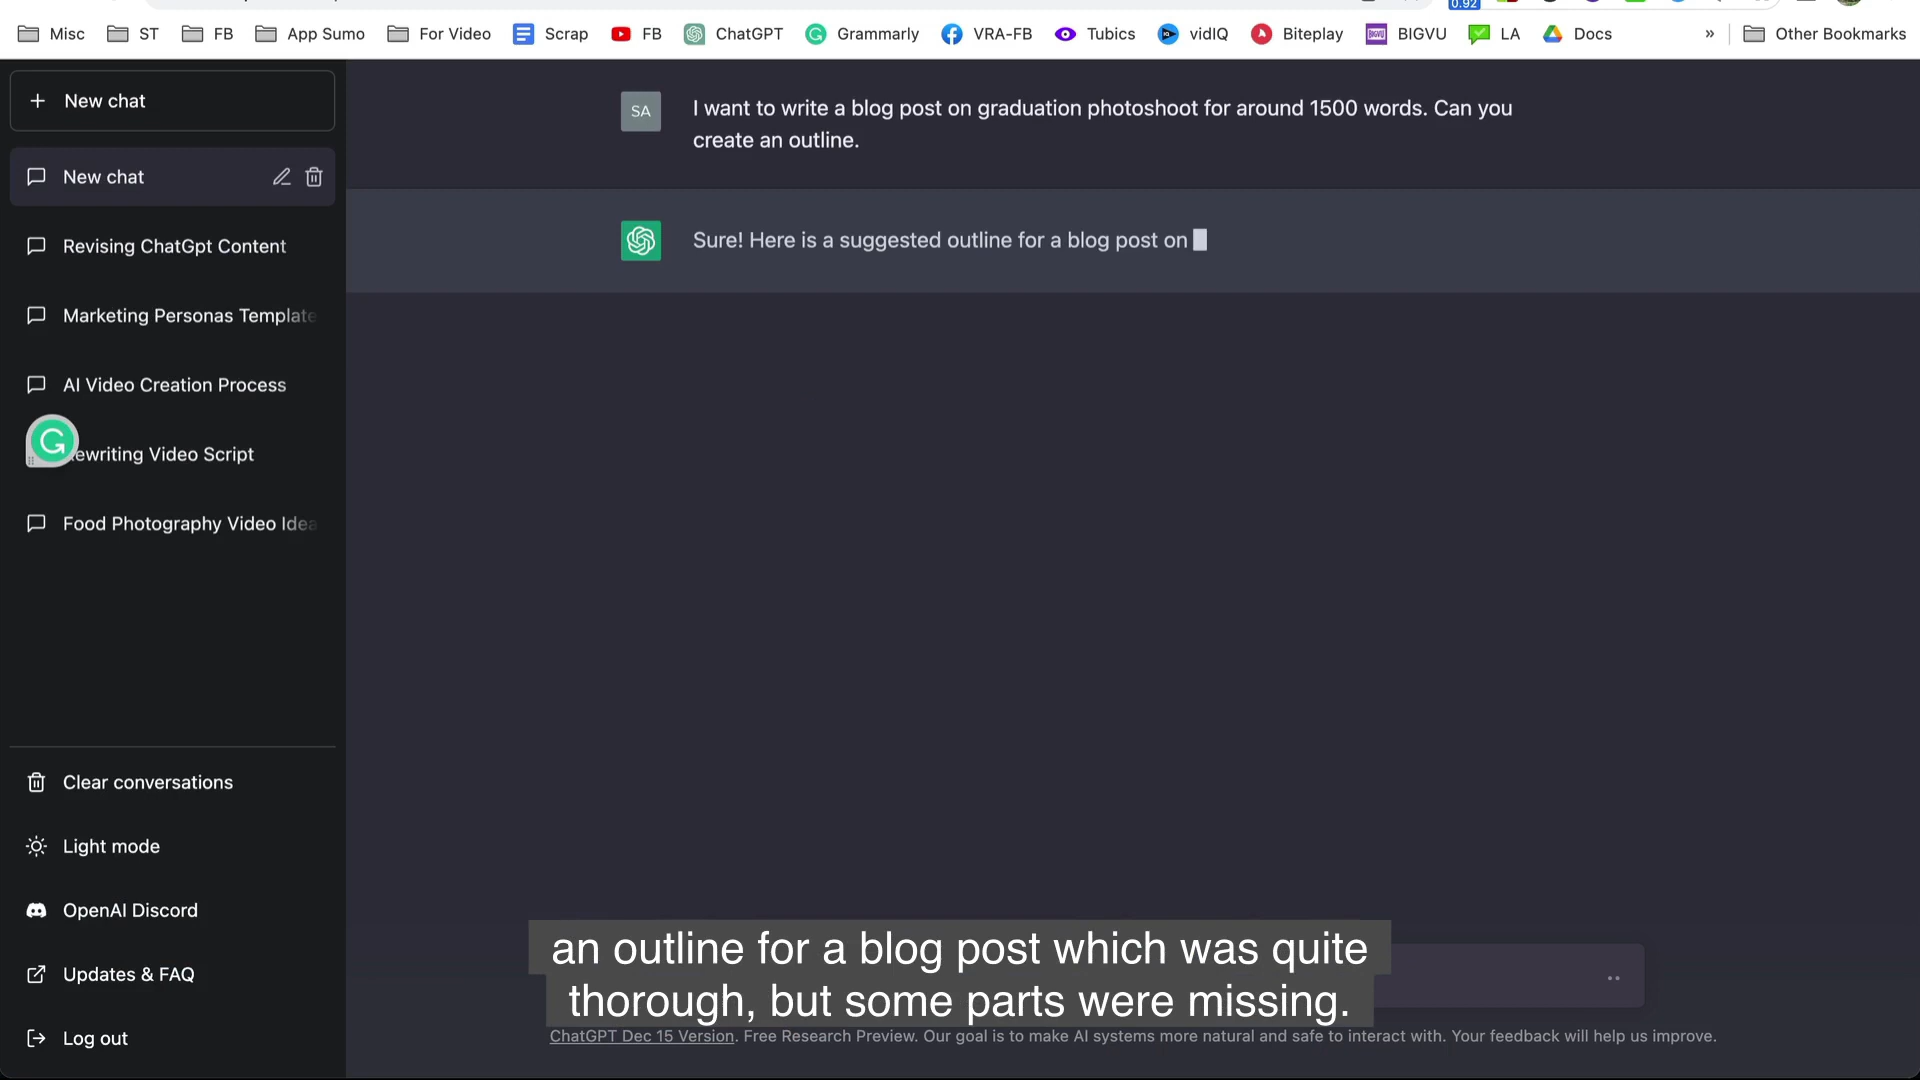 0.92
Misc
ST
FB
App Sumo
For Video
Scrap
FB
ChatGPT
Grammarly
VRA-FB
Tubics
vidIQ
Biteplay
BIGVU
LA
Docs
»
Other Bookmarks
+ New chat
New chat
Revising ChatGpt Content
Marketing Personas Template
AI Video Creation Process
ewriting Video Script
Food Photography Video Idea
Clear conversations
Light mode
OpenAI Discord
Updates & FAQ
Log out
SA
I want to write a blog post on graduation photoshoot for around 1500 words. Can you
create an outline.
Sure! Here is a suggested outline for a blog post on
an outline for a blog post which was quite
thorough, but some parts were missing.
ChatGPT Dec 15 Version. Free Research Preview. Our goal is to make AI systems more natural and safe to interact with. Your feedback will help us improve.